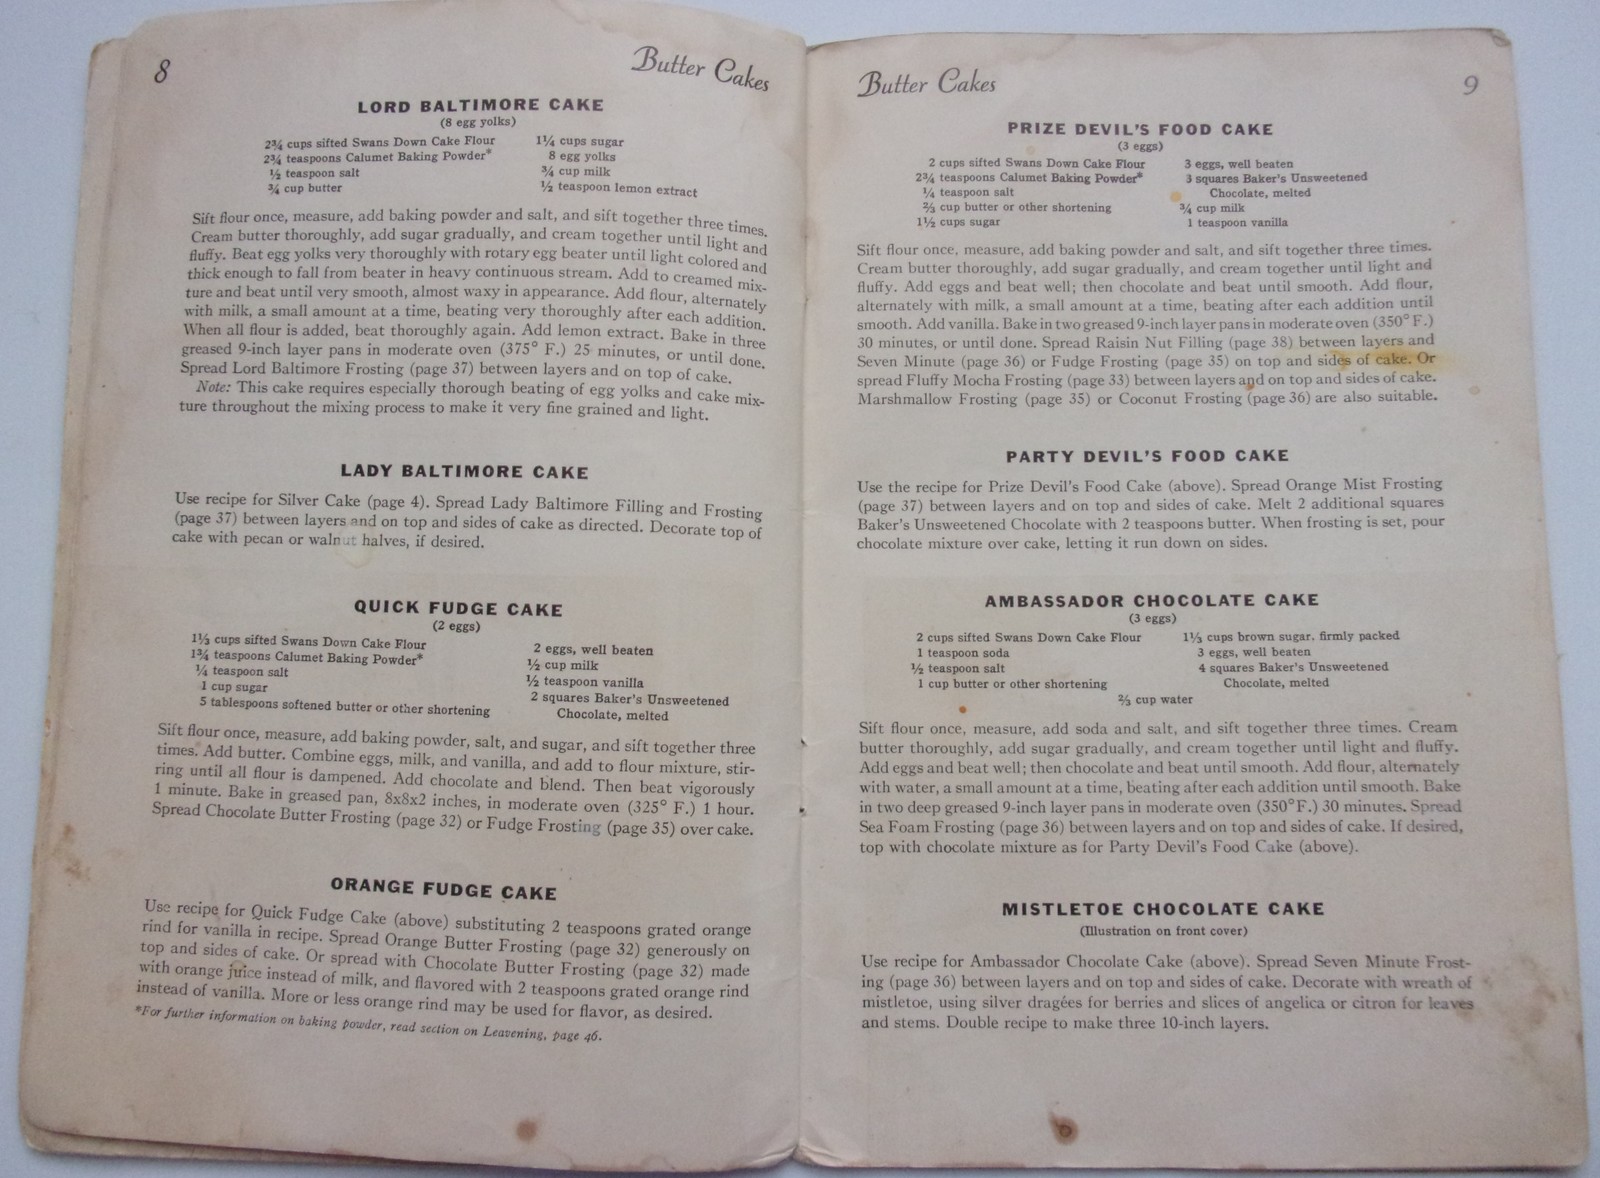 8
Butter Cakes
LORD BALTIMORE CAKE
(8 egg yolks)
2¾ cups sifted Swans Down Cake Flour
2¾ teaspoons Calumet Baking Powder*
½ teaspoon salt
¾ cup butter
1¼ cups sugar
8 egg yolks
¾ cup milk
½ teaspoon lemon extract
Sift flour once, measure, add baking powder and salt, and sift together three times.
Cream butter thoroughly, add sugar gradually, and cream together until light and
fluffy. Beat egg yolks very thoroughly with rotary egg beater until light colored and
thick enough to fall from beater in heavy continuous stream. Add to creamed mix-
ture and beat until very smooth, almost waxy in appearance. Add flour, alternately
with milk, a small amount at a time, beating very thoroughly after each addition.
When all flour is added, beat thoroughly again. Add lemon extract. Bake in three
greased 9-inch layer pans in moderate oven (375° F.) 25 minutes, or until done.
Spread Lord Baltimore Frosting (page 37) between layers and on top of cake.
Note: This cake requires especially thorough beating of egg yolks and cake mix-
ture throughout the mixing process to make it very fine grained and light.
LADY BALTIMORE CAKE
Use recipe for Silver Cake (page 4). Spread Lady Baltimore Filling and Frosting
(page 37) between layers and on top and sides of cake as directed. Decorate top of
cake with pecan or walnut halves, if desired.
QUICK FUDGE CAKE
(2 eggs)
1⅓ cups sifted Swans Down Cake Flour
1¾ teaspoons Calumet Baking Powder*
¼ teaspoon salt
1 cup sugar
5 tablespoons softened butter or other shortening
2 eggs, well beaten
½ cup milk
½ teaspoon vanilla
2 squares Baker's Unsweetened
Chocolate, melted
Sift flour once, measure, add baking powder, salt, and sugar, and sift together three
times. Add butter. Combine eggs, milk, and vanilla, and add to flour mixture, stir-
ring until all flour is dampened. Add chocolate and blend. Then beat vigorously
1 minute. Bake in greased pan, 8x8x2 inches, in moderate oven (325° F.) 1 hour.
Spread Chocolate Butter Frosting (page 32) or Fudge Frosting (page 35) over cake.
ORANGE FUDGE CAKE
Use recipe for Quick Fudge Cake (above) substituting 2 teaspoons grated orange
rind for vanilla in recipe. Spread Orange Butter Frosting (page 32) generously on
top and sides of cake. Or spread with Chocolate Butter Frosting (page 32) made
with orange juice instead of milk, and flavored with 2 teaspoons grated orange rind
instead of vanilla. More or less orange rind may be used for flavor, as desired.
*For further information on baking powder, read section on Leavening, page 46.
Butter Cakes
9
PRIZE DEVIL'S FOOD CAKE
(3 eggs)
2 cups sifted Swans Down Cake Flour
2¾ teaspoons Calumet Baking Powder*
¼ teaspoon salt
⅔ cup butter or other shortening
1½ cups sugar
3 eggs, well beaten
3 squares Baker's Unsweetened
Chocolate, melted
¾ cup milk
1 teaspoon vanilla
Sift flour once, measure, add baking powder and salt, and sift together three times.
Cream butter thoroughly, add sugar gradually, and cream together until light and
fluffy. Add eggs and beat well; then chocolate and beat until smooth. Add flour,
alternately with milk, a small amount at a time, beating after each addition until
smooth. Add vanilla. Bake in two greased 9-inch layer pans in moderate oven (350° F.)
30 minutes, or until done. Spread Raisin Nut Filling (page 38) between layers and
Seven Minute (page 36) or Fudge Frosting (page 35) on top and sides of cake. Or
spread Fluffy Mocha Frosting (page 33) between layers and on top and sides of cake.
Marshmallow Frosting (page 35) or Coconut Frosting (page 36) are also suitable.
PARTY DEVIL'S FOOD CAKE
Use the recipe for Prize Devil's Food Cake (above). Spread Orange Mist Frosting
(page 37) between layers and on top and sides of cake. Melt 2 additional squares
Baker's Unsweetened Chocolate with 2 teaspoons butter. When frosting is set, pour
chocolate mixture over cake, letting it run down on sides.
AMBASSADOR CHOCOLATE CAKE
(3 eggs)
2 cups sifted Swans Down Cake Flour
1 teaspoon soda
½ teaspoon salt
1 cup butter or other shortening
1⅓ cups brown sugar, firmly packed
3 eggs, well beaten
4 squares Baker's Unsweetened
Chocolate, melted
⅔ cup water
Sift flour once, measure, add soda and salt, and sift together three times. Cream
butter thoroughly, add sugar gradually, and cream together until light and fluffy.
Add eggs and beat well; then chocolate and beat until smooth. Add flour, alternately
with water, a small amount at a time, beating after each addition until smooth. Bake
in two deep greased 9-inch layer pans in moderate oven (350°F.) 30 minutes. Spread
Sea Foam Frosting (page 36) between layers and on top and sides of cake. If desired,
top with chocolate mixture as for Party Devil's Food Cake (above).
MISTLETOE CHOCOLATE CAKE
(Illustration on front cover)
Use recipe for Ambassador Chocolate Cake (above). Spread Seven Minute Frost-
ing (page 36) between layers and on top and sides of cake. Decorate with wreath of
mistletoe, using silver dragées for berries and slices of angelica or citron for leaves
and stems. Double recipe to make three 10-inch layers.